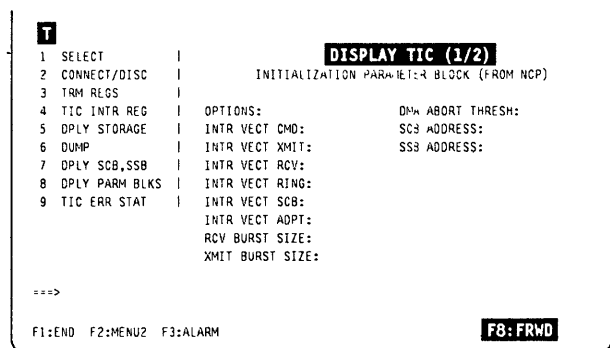 T
1 SELECT | DISPLAY TIC (1/2)
2 CONNECT/DISC | INITIALIZATION PARAMETER BLOCK (FROM NCP)
3 TRM REGS |
4 TIC INTR REG | OPTIONS: DMA ABORT THRESH:
5 DPLY STORAGE | INTR VECT CMD: SCB ADDRESS:
6 DUMP | INTR VECT XMIT: SSB ADDRESS:
7 DPLY SCB,SSB | INTR VECT RCV:
8 DPLY PARM BLKS | INTR VECT RING:
9 TIC ERR STAT | INTR VECT SCB:
INTR VECT ADPT:
RCV BURST SIZE:
XMIT BURST SIZE:
===>
F1:END F2:MENU2 F3:ALARM F8:FRWD